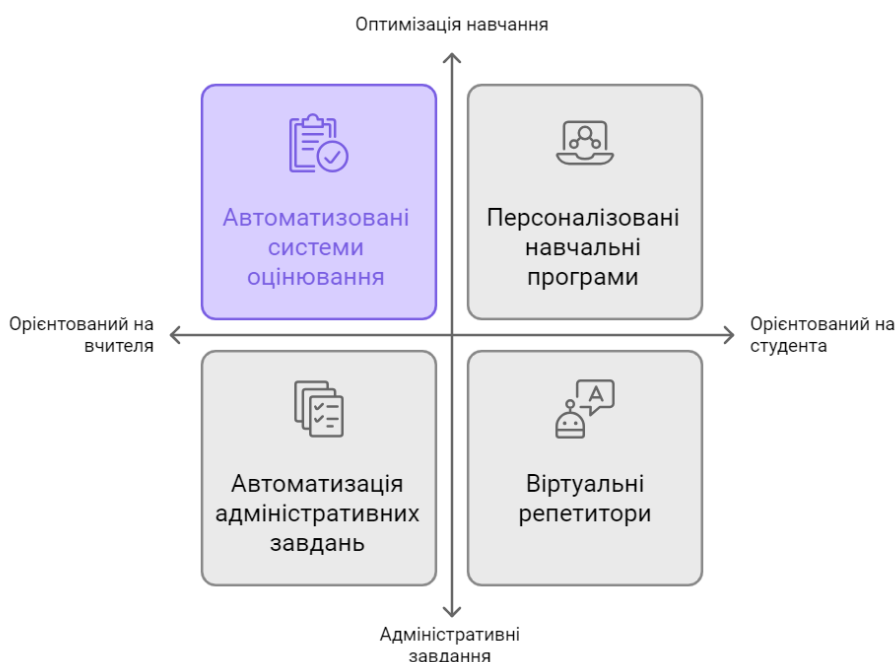 Оптимізація навчання
Автоматизовані
системи
оцінювання
Персоналізовані
навчальні
програми
Орієнтований на
вчителя
Орієнтований на
студента
Автоматизація
адміністративних
завдань
Віртуальні
репетитори
Адміністративні
завдання